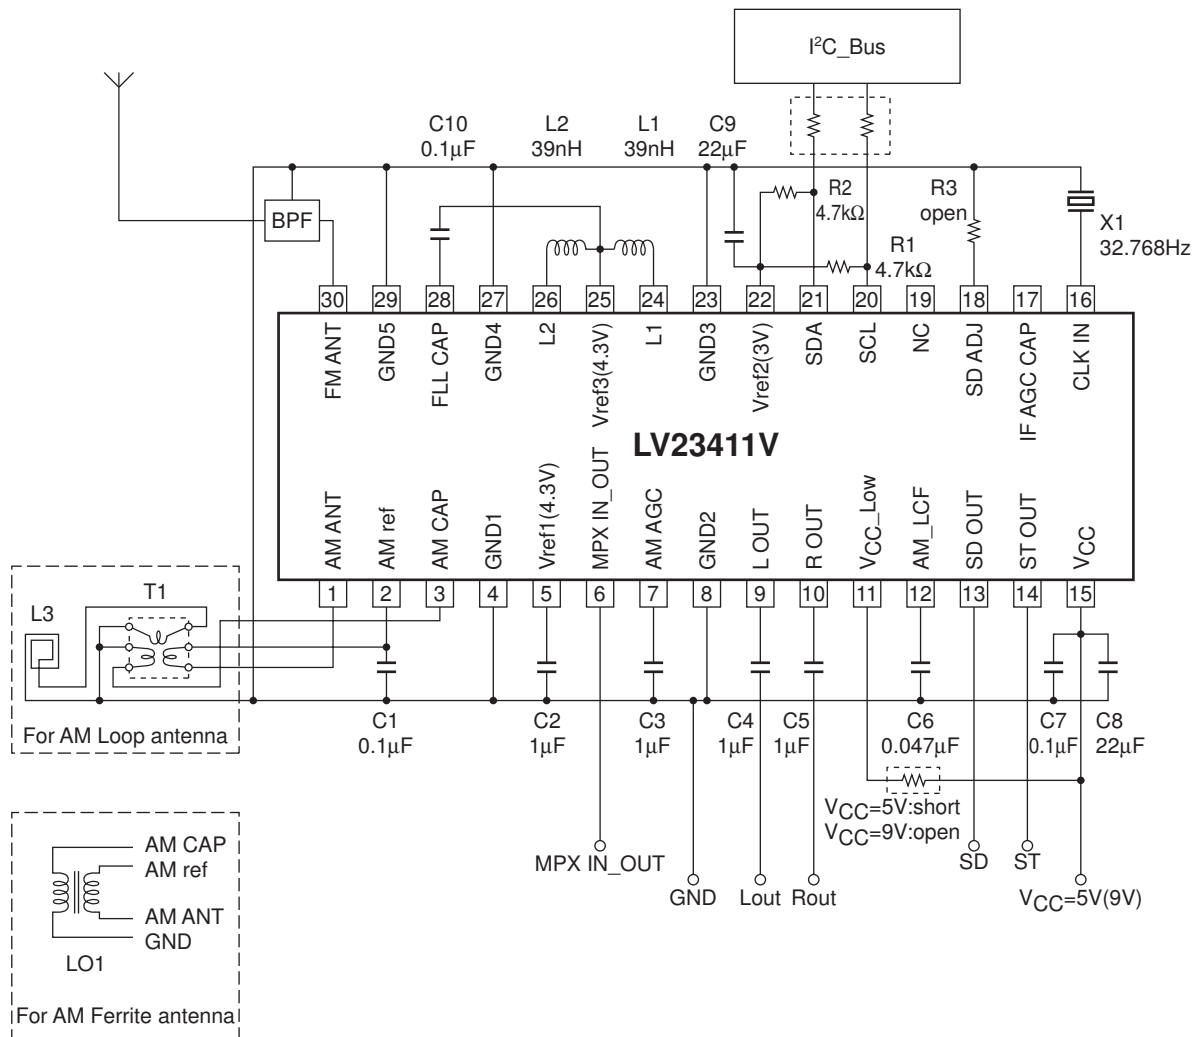 I²C_Bus
C10
0.1μF
L2
39nH
L1
39nH
C9
22μF
R2
4.7kΩ
R3
open
BPF
X1
32.768Hz
R1
4.7kΩ
30 29 28 27 26 25 24 23 22 21 20 19 18 17 16
FM ANT
GND5
FLL CAP
GND4
L2
Vref3(4.3V)
L1
GND3
Vref2(3V)
SDA
SCL
NC
SD ADJ
IF AGC CAP
CLK IN
LV23411V
AM ANT
AM ref
AM CAP
GND1
Vref1(4.3V)
MPX IN_OUT
AM AGC
GND2
L OUT
R OUT
VCC_Low
AM_LCF
SD OUT
ST OUT
VCC
1 2 3 4 5 6 7 8 9 10 11 12 13 14 15
T1
L3
For AM Loop antenna
C1
0.1μF
C2
1μF
C3
1μF
C4
1μF
C5
1μF
C6
0.047μF
C7
0.1μF
C8
22μF
VCC=5V:short
VCC=9V:open
MPX IN_OUT
SD
ST
GND
Lout
Rout
VCC=5V(9V)
AM CAP
AM ref
AM ANT
GND
LO1
For AM Ferrite antenna